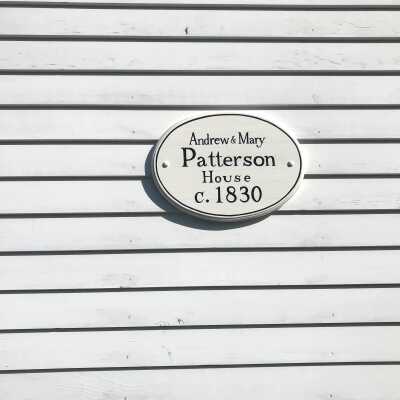 Andrew & Mary
Patterson
House
c. 1830